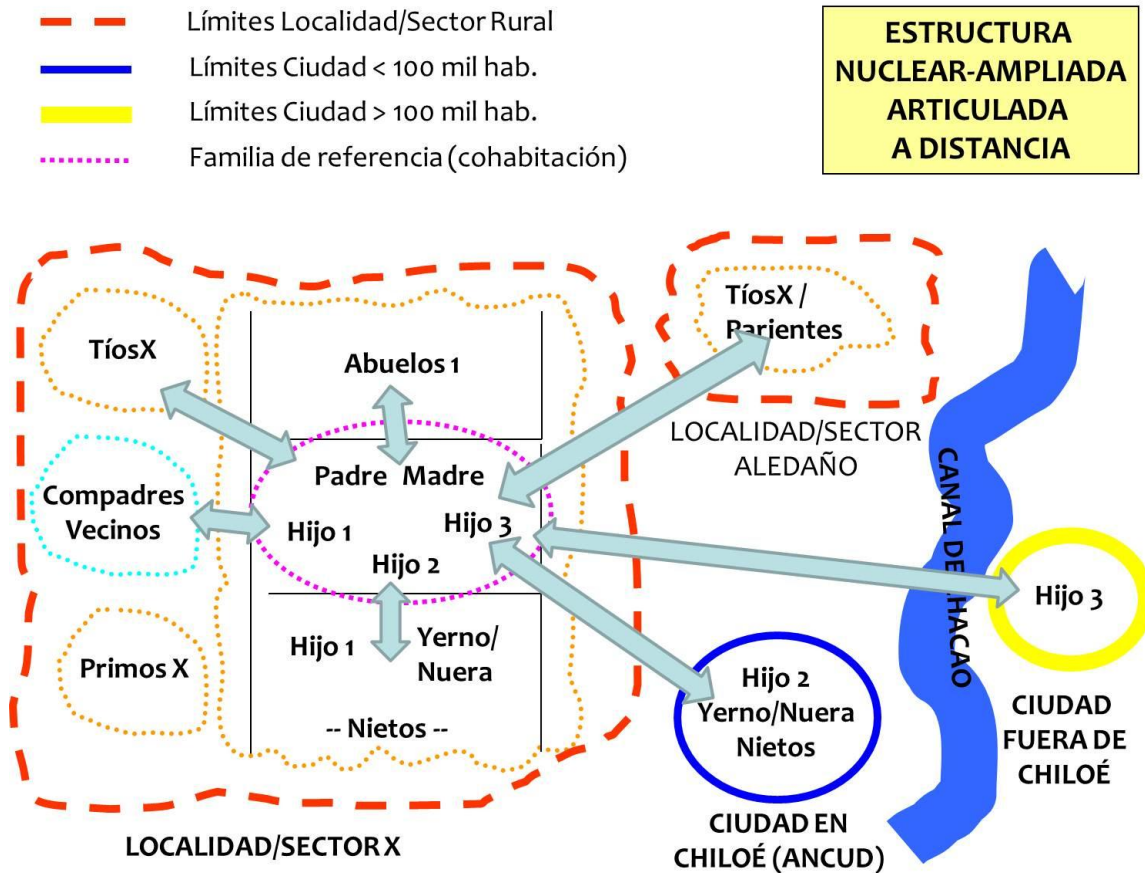 Límites Localidad/Sector Rural
Límites Ciudad < 100 mil hab.
Límites Ciudad > 100 mil hab.
Familia de referencia (cohabitación)
ESTRUCTURA
NUCLEAR-AMPLIADA
ARTICULADA
A DISTANCIA
TíosX
Abuelos 1
TíosX /
Parientes
LOCALIDAD/SECTOR
ALEDAÑO
Compadres
Vecinos
Padre Madre
Hijo 1
Hijo 3
Hijo 2
Primos X
Hijo 1
Yerno/
Nuera
-- Nietos --
Hijo 2
Yerno/Nuera
Nietos
CANAL DE CHACAO
Hijo 3
CIUDAD
FUERA DE
CHILOÉ
CIUDAD EN
CHILOÉ (ANCUD)
LOCALIDAD/SECTOR X